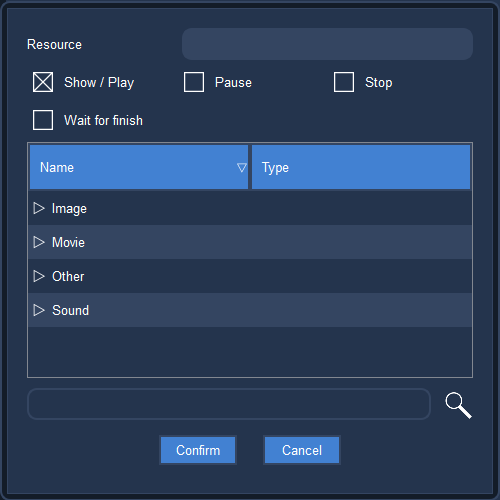 Resource
Show / Play
Pause
Stop
Wait for finish
Name
Type
Image
Movie
Other
Sound
Confirm
Cancel